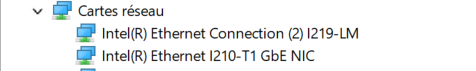 Cartes réseau
Intel(R) Ethernet Connection (2) I219-LM
Intel(R) Ethernet I210-T1 GbE NIC